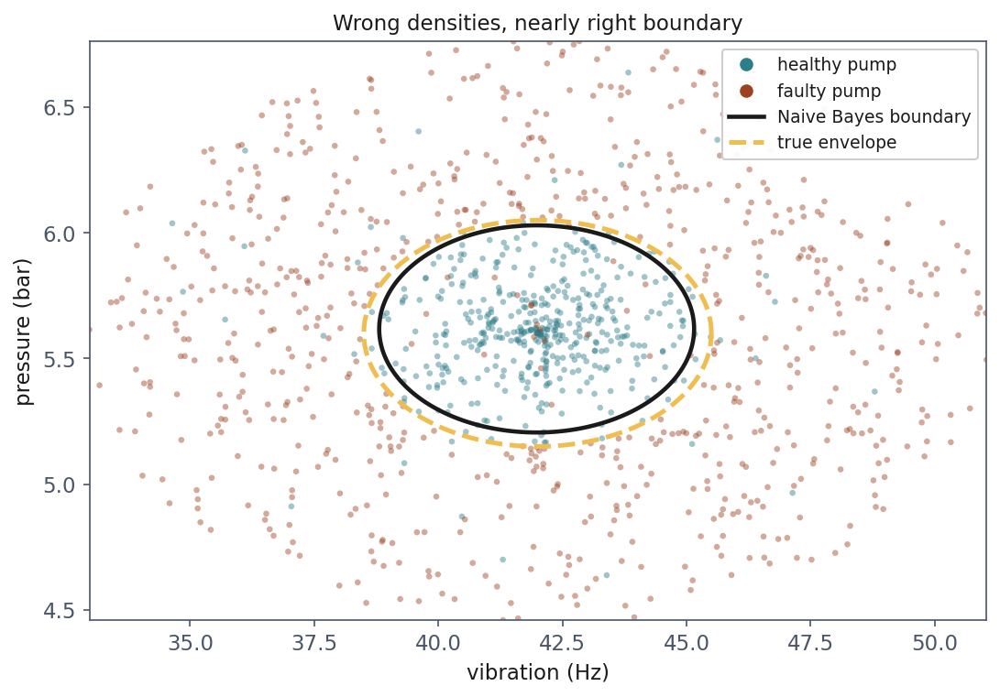 Wrong densities, nearly right boundary
healthy pump
faulty pump
Naive Bayes boundary
true envelope
pressure (bar)
6.5
6.0
5.5
5.0
4.5
35.0 37.5 40.0 42.5 45.0 47.5 50.0
vibration (Hz)